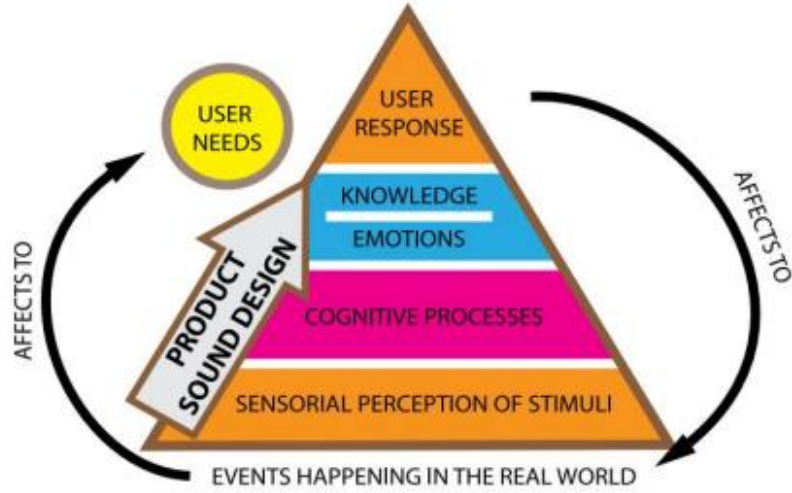 USER
NEEDS
USER
RESPONSE
KNOWLEDGE
EMOTIONS
COGNITIVE PROCESSES
SENSORIAL PERCEPTION OF STIMULI
PRODUCT
SOUND DESIGN
AFFECTS TO
AFFECTS TO
EVENTS HAPPENING IN THE REAL WORLD